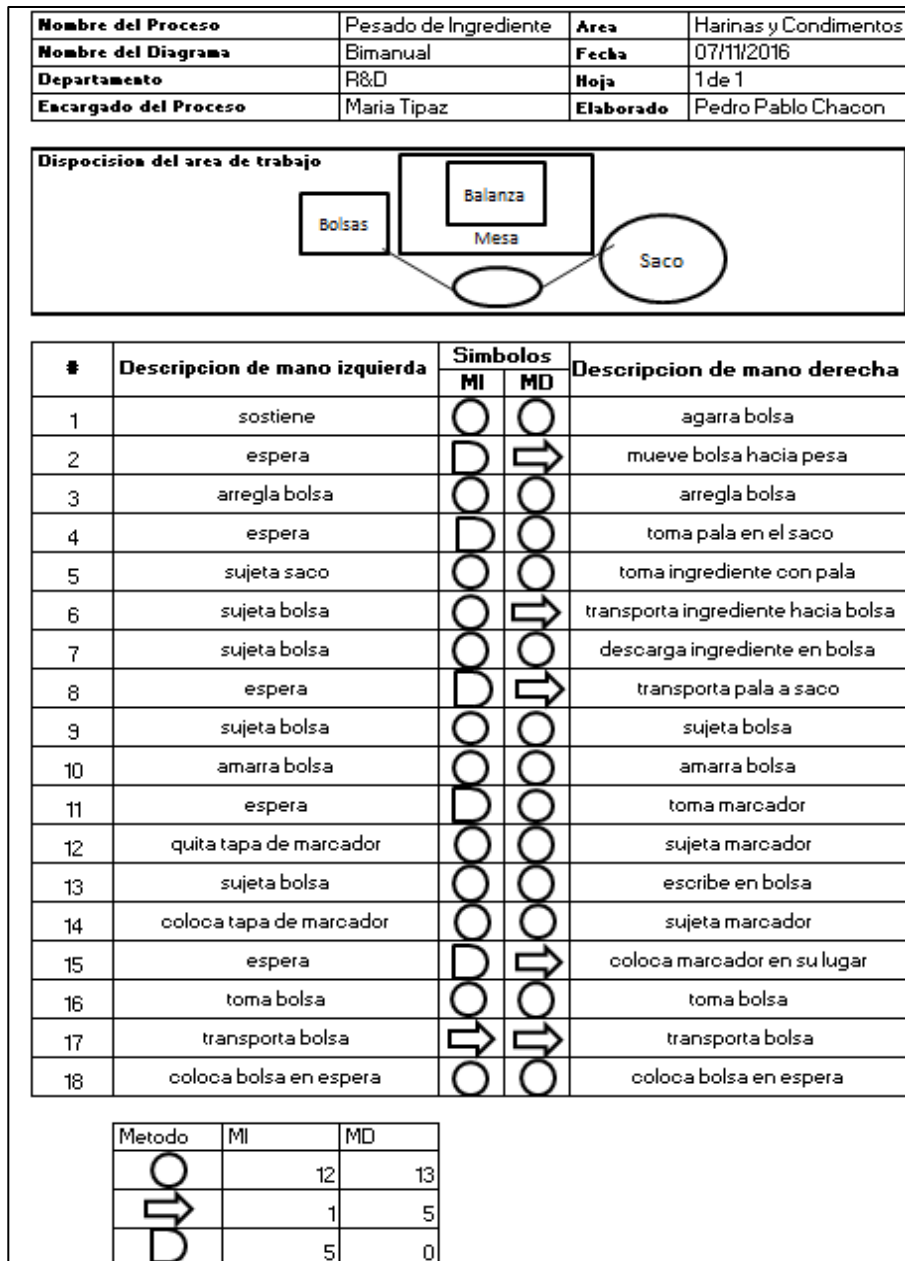 Nombre del Proceso Pesado de Ingrediente Area Harinas y Condimentos
Nombre del Diagrama Bimanual Fecha 07/11/2016
Departamento R&D Hoja 1 de 1
Encargado del Proceso Maria Tipaz Elaborado Pedro Pablo Chacon
Dispocision del area de trabajo
Balanza
Bolsas
Mesa
Saco
# Descripcion de mano izquierda Simbolos Descripcion de mano derecha
MI MD
1 sostiene agarra bolsa
2 espera mueve bolsa hacia pesa
3 arregla bolsa arregla bolsa
4 espera toma pala en el saco
5 sujeta saco toma ingrediente con pala
6 sujeta bolsa transporta ingrediente hacia bolsa
7 sujeta bolsa descarga ingrediente en bolsa
8 espera transporta pala a saco
9 sujeta bolsa sujeta bolsa
10 amarra bolsa amarra bolsa
11 espera toma marcador
12 quita tapa de marcador sujeta marcador
13 sujeta bolsa escribe en bolsa
14 coloca tapa de marcador sujeta marcador
15 espera coloca marcador en su lugar
16 toma bolsa toma bolsa
17 transporta bolsa transporta bolsa
18 coloca bolsa en espera coloca bolsa en espera
Metodo MI MD
12 13
1 5
5 0